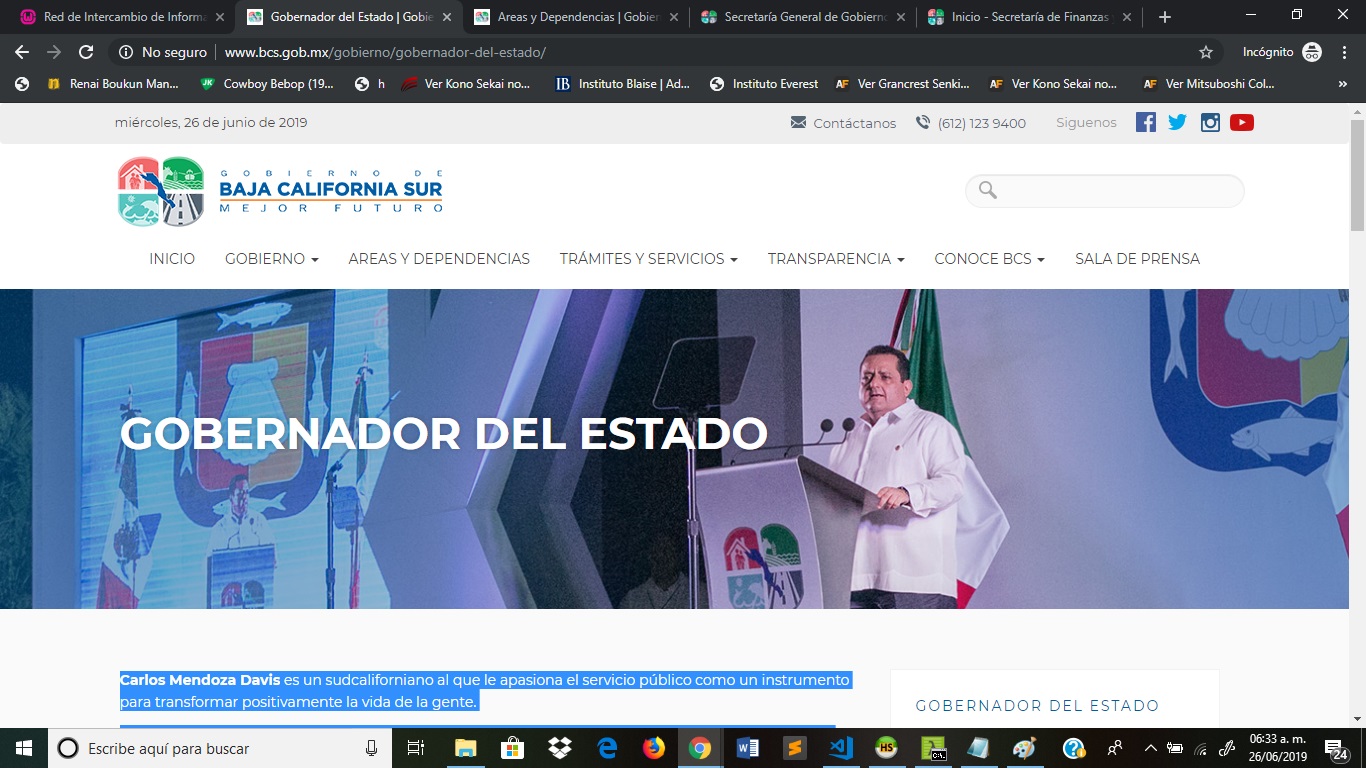 Red de Intercambio de Informa
Gobernador del Estado | Gobie
Areas y Dependencias | Gobier
Secretaría General de Gobierno
Inicio - Secretaría de Finanzas
No seguro
www.bcs.gob.mx/gobierno/gobernador-del-estado/
Incógnito
Renai Boukun Man...
Cowboy Bebop (19...
h
Ver Kono Sekai no...
Instituto Blaise | Ad...
Instituto Everest
Ver Grancrest Senki...
Ver Kono Sekai no...
Ver Mitsuboshi Col...
miércoles, 26 de junio de 2019
Contáctanos
(612) 123 9400
Siguenos
GOBIERNO DE
BAJA CALIFORNIA SUR
MEJOR FUTURO
INICIO
GOBIERNO
AREAS Y DEPENDENCIAS
TRÁMITES Y SERVICIOS
TRANSPARENCIA
CONOCE BCS
SALA DE PRENSA
GOBERNADOR DEL ESTADO
Carlos Mendoza Davis es un sudcaliforniano al que le apasiona el servicio público como un instrumento
para transformar positivamente la vida de la gente.
GOBERNADOR DEL ESTADO
Escribe aquí para buscar
06:33 a. m.
26/06/2019
24